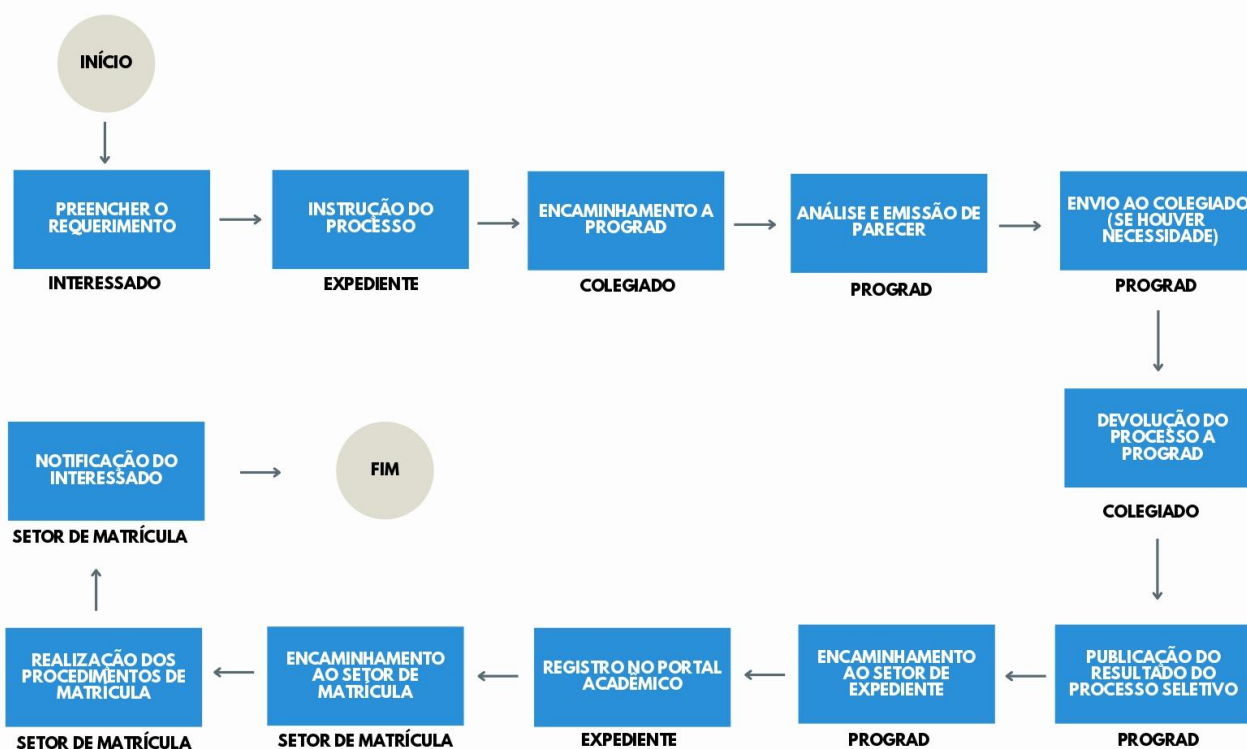 INÍCIO
PREENCHER O
REQUERIMENTO
INTERESSADO
INSTRUÇÃO DO
PROCESSO
EXPEDIENTE
ENCAMINHAMENTO A
PROGRAD
COLEGIADO
ANÁLISE E EMISSÃO DE
PARECER
PROGRAD
ENVIO AO COLEGIADO
(SE HOUVER
NECESSIDADE)
PROGRAD
DEVOLUÇÃO DO
PROCESSO A
PROGRAD
COLEGIADO
PUBLICAÇÃO DO
RESULTADO DO
PROCESSO SELETIVO
PROGRAD
ENCAMINHAMENTO
AO SETOR DE
EXPEDIENTE
PROGRAD
REGISTRO NO PORTAL
ACADÊMICO
EXPEDIENTE
ENCAMINHAMENTO
AO SETOR DE
MATRÍCULA
SETOR DE MATRÍCULA
REALIZAÇÃO DOS
PROCEDIMENTOS DE
MATRÍCULA
SETOR DE MATRÍCULA
NOTIFICAÇÃO DO
INTERESSADO
SETOR DE MATRÍCULA
FIM